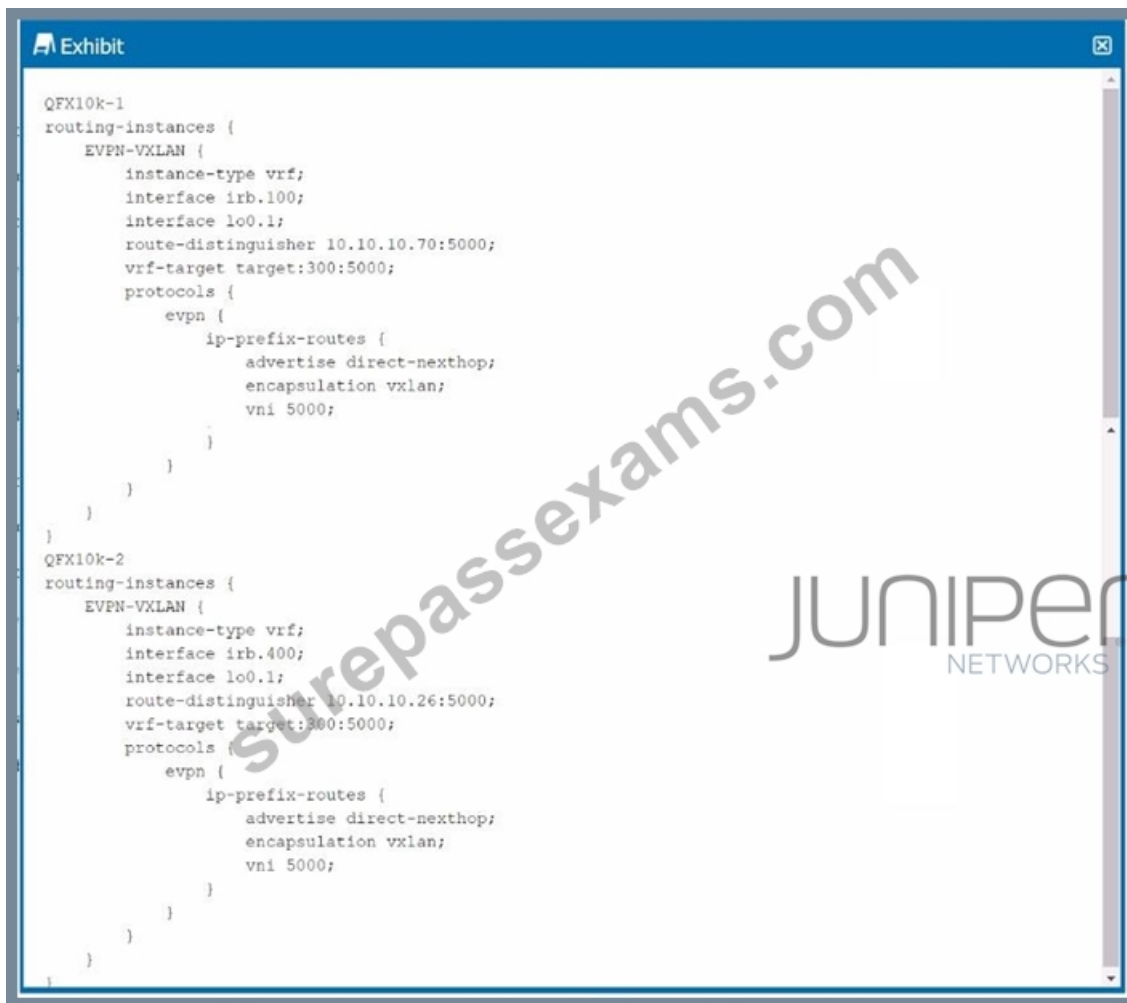 Exhibit
QFX10k-1
routing-instances {
    EVPN-VXLAN {
        instance-type vrf;
        interface irb.100;
        interface lo0.1;
        route-distinguisher 10.10.10.70:5000;
        vrf-target target:300:5000;
        protocols {
            evpn {
                ip-prefix-routes {
                    advertise direct-nexthop;
                    encapsulation vxlan;
                    vni 5000;
                }
            }
        }
    }
}
QFX10k-2
routing-instances {
    EVPN-VXLAN {
        instance-type vrf;
        interface irb.400;
        interface lo0.1;
        route-distinguisher 10.10.10.26:5000;
        vrf-target target:300:5000;
        protocols {
            evpn {
                ip-prefix-routes {
                    advertise direct-nexthop;
                    encapsulation vxlan;
                    vni 5000;
                }
            }
        }
    }
}
surepassexams.com
JUNIPER
NETWORKS